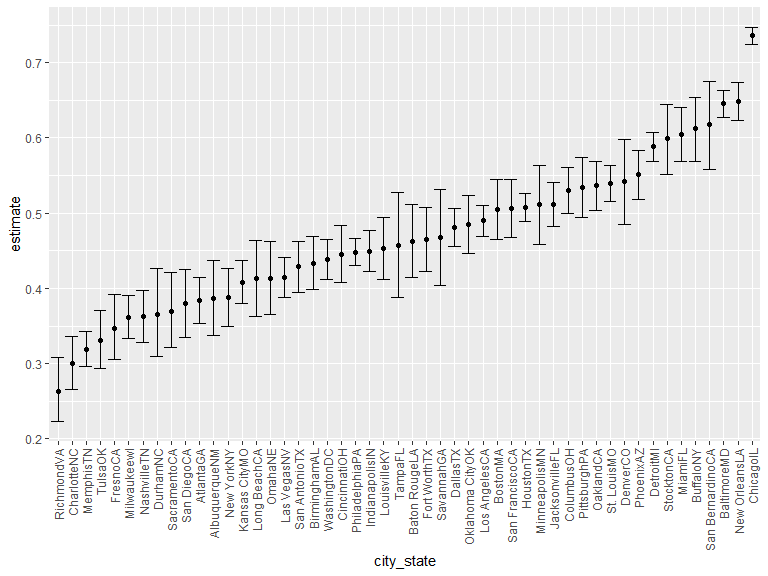 0.7
0.6
0.5
0.4
0.3
0.2
estimate
RichmondVA
CharlotteNC
MemphisTN
TulsaOK
FresnoCA
MilwaukeewI
NashvilleTN
DurhamNC
SacramentoCA
San DiegoCA
AtlantaGA
AlbuquerqueNM
New YorkNY
Kansas CityMO
Long BeachCA
OmahaNE
Las VegasNV
San AntonioTX
BirminghamAL
WashingtonDC
CincinnatiOH
PhiladelphiaPA
IndianapolisIN
LouisvilleKY
TampaFL
Baton RougeLA
Fort WorthTX
SavannahGA
DallasTX
Oklahoma CityOK
Los AngelesCA
BostonMA
San FranciscoCA
HoustonTX
MinneapolisMN
JacksonvilleFL
ColumbusOH
PittsburghPA
OaklandCA
St. LouisMO
DenverCO
PhoenixAZ
DetroitMI
StocktonCA
MiamiFL
BuffaloNY
San BernardinoCA
BaltimoreMD
New OrleansLA
ChicagoIL
city_state